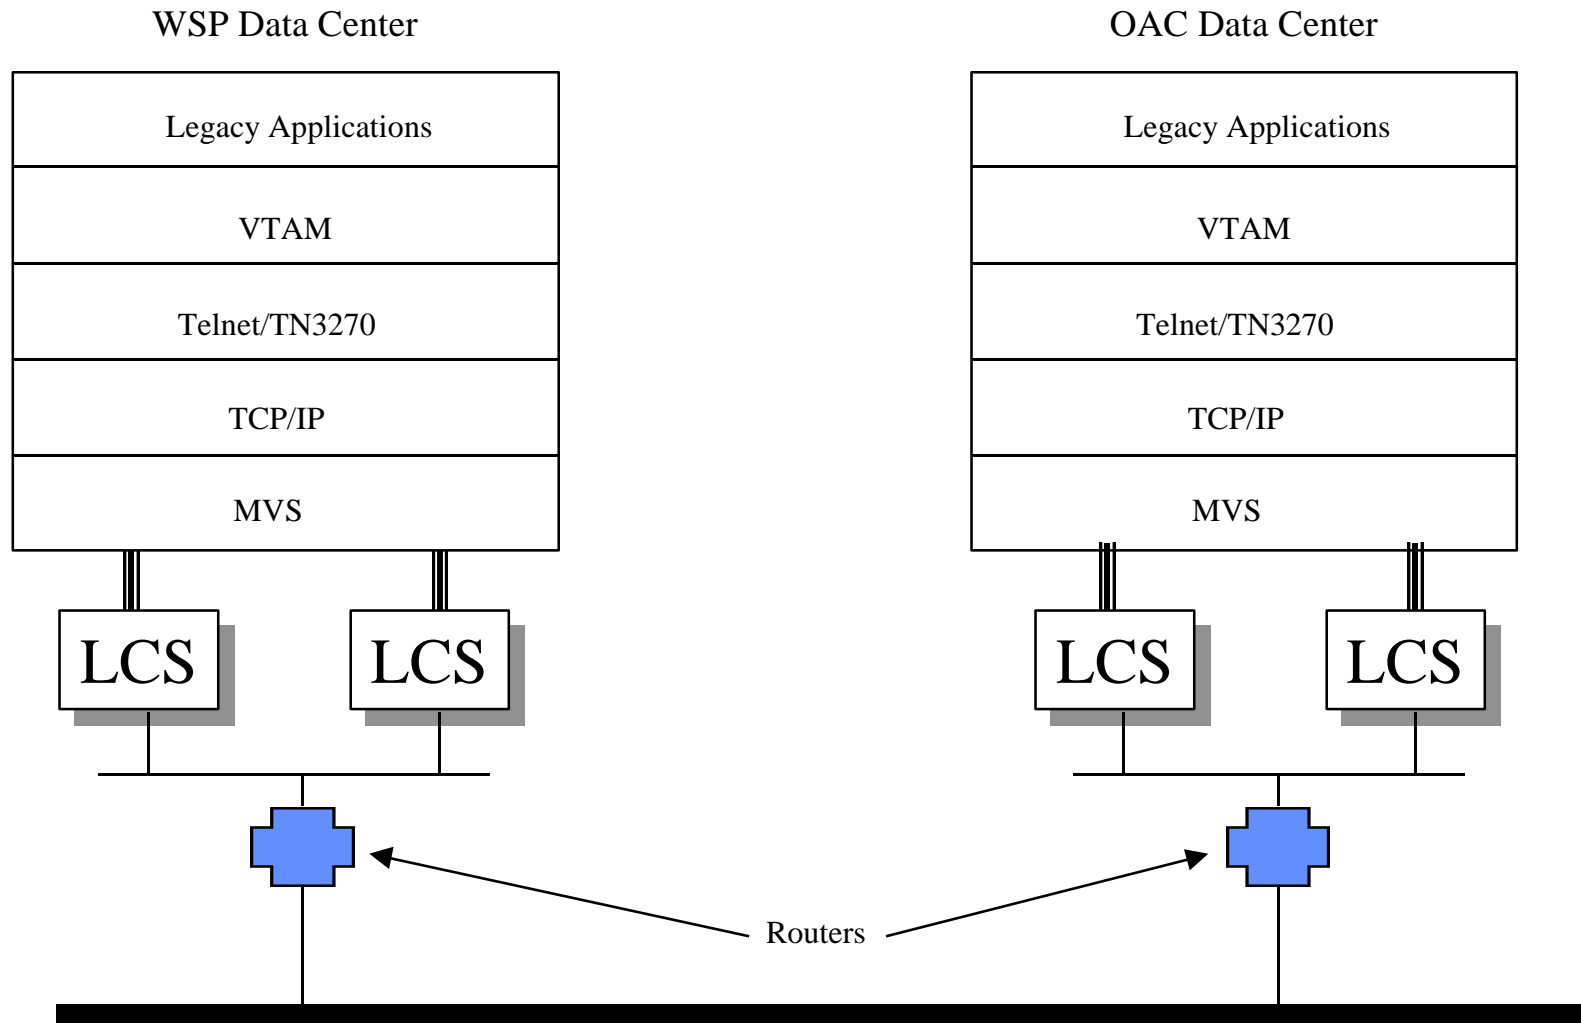 WSP Data Center
OAC Data Center
Legacy Applications
VTAM
Telnet/TN3270
TCP/IP
MVS
Legacy Applications
VTAM
Telnet/TN3270
TCP/IP
MVS
LCS
LCS
LCS
LCS
Routers